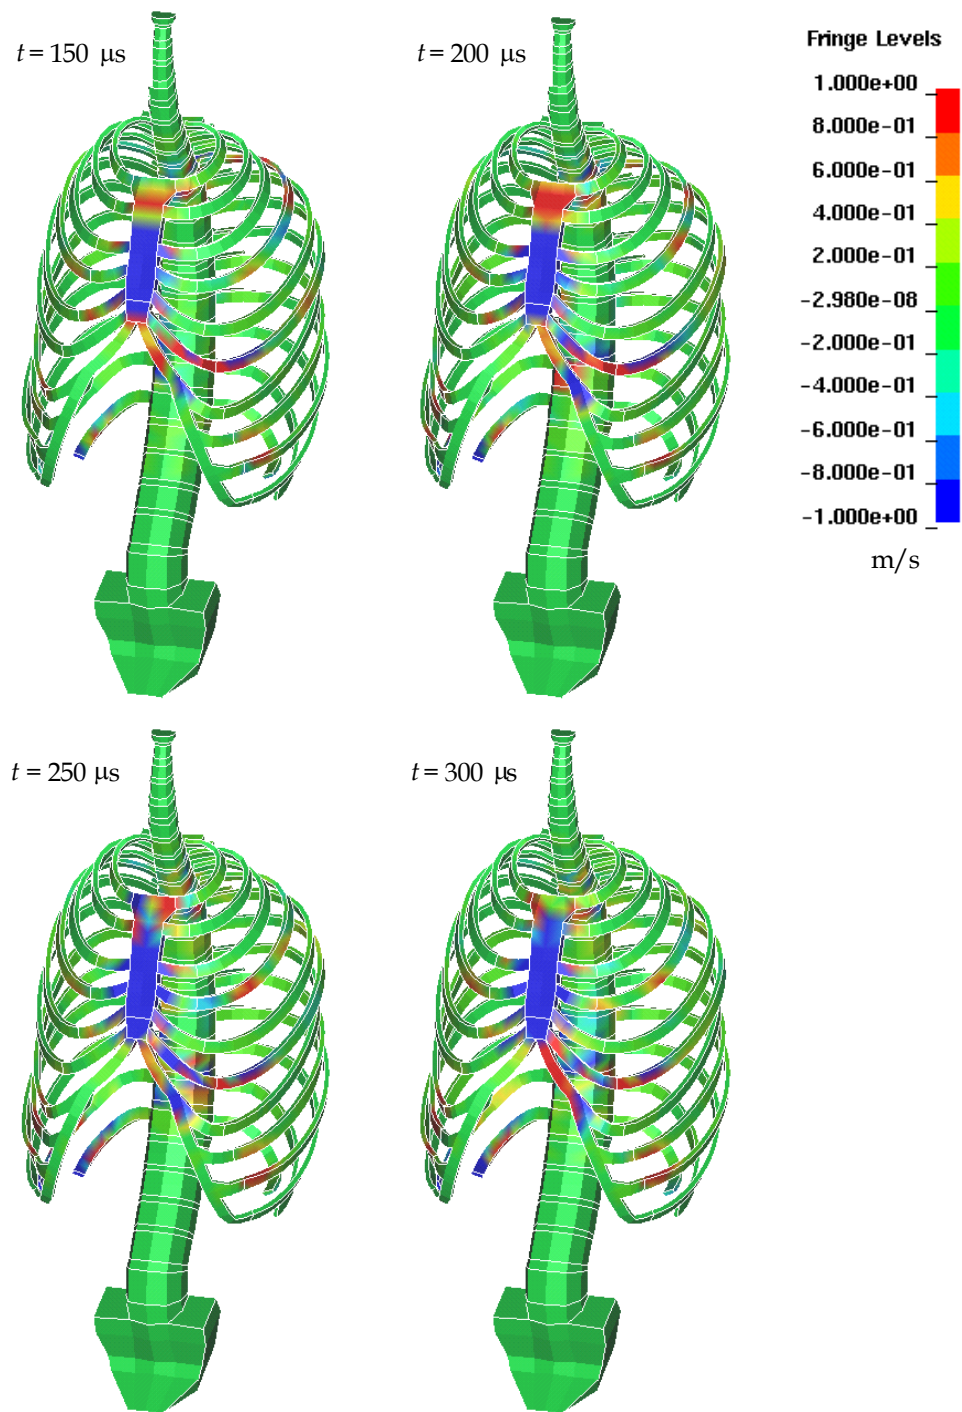 t = 150 μs
t = 200 μs
Fringe Levels
1.000e+00
8.000e-01
6.000e-01
4.000e-01
2.000e-01
-2.980e-08
-2.000e-01
-4.000e-01
-6.000e-01
-8.000e-01
-1.000e+00
m/s
t = 250 μs
t = 300 μs